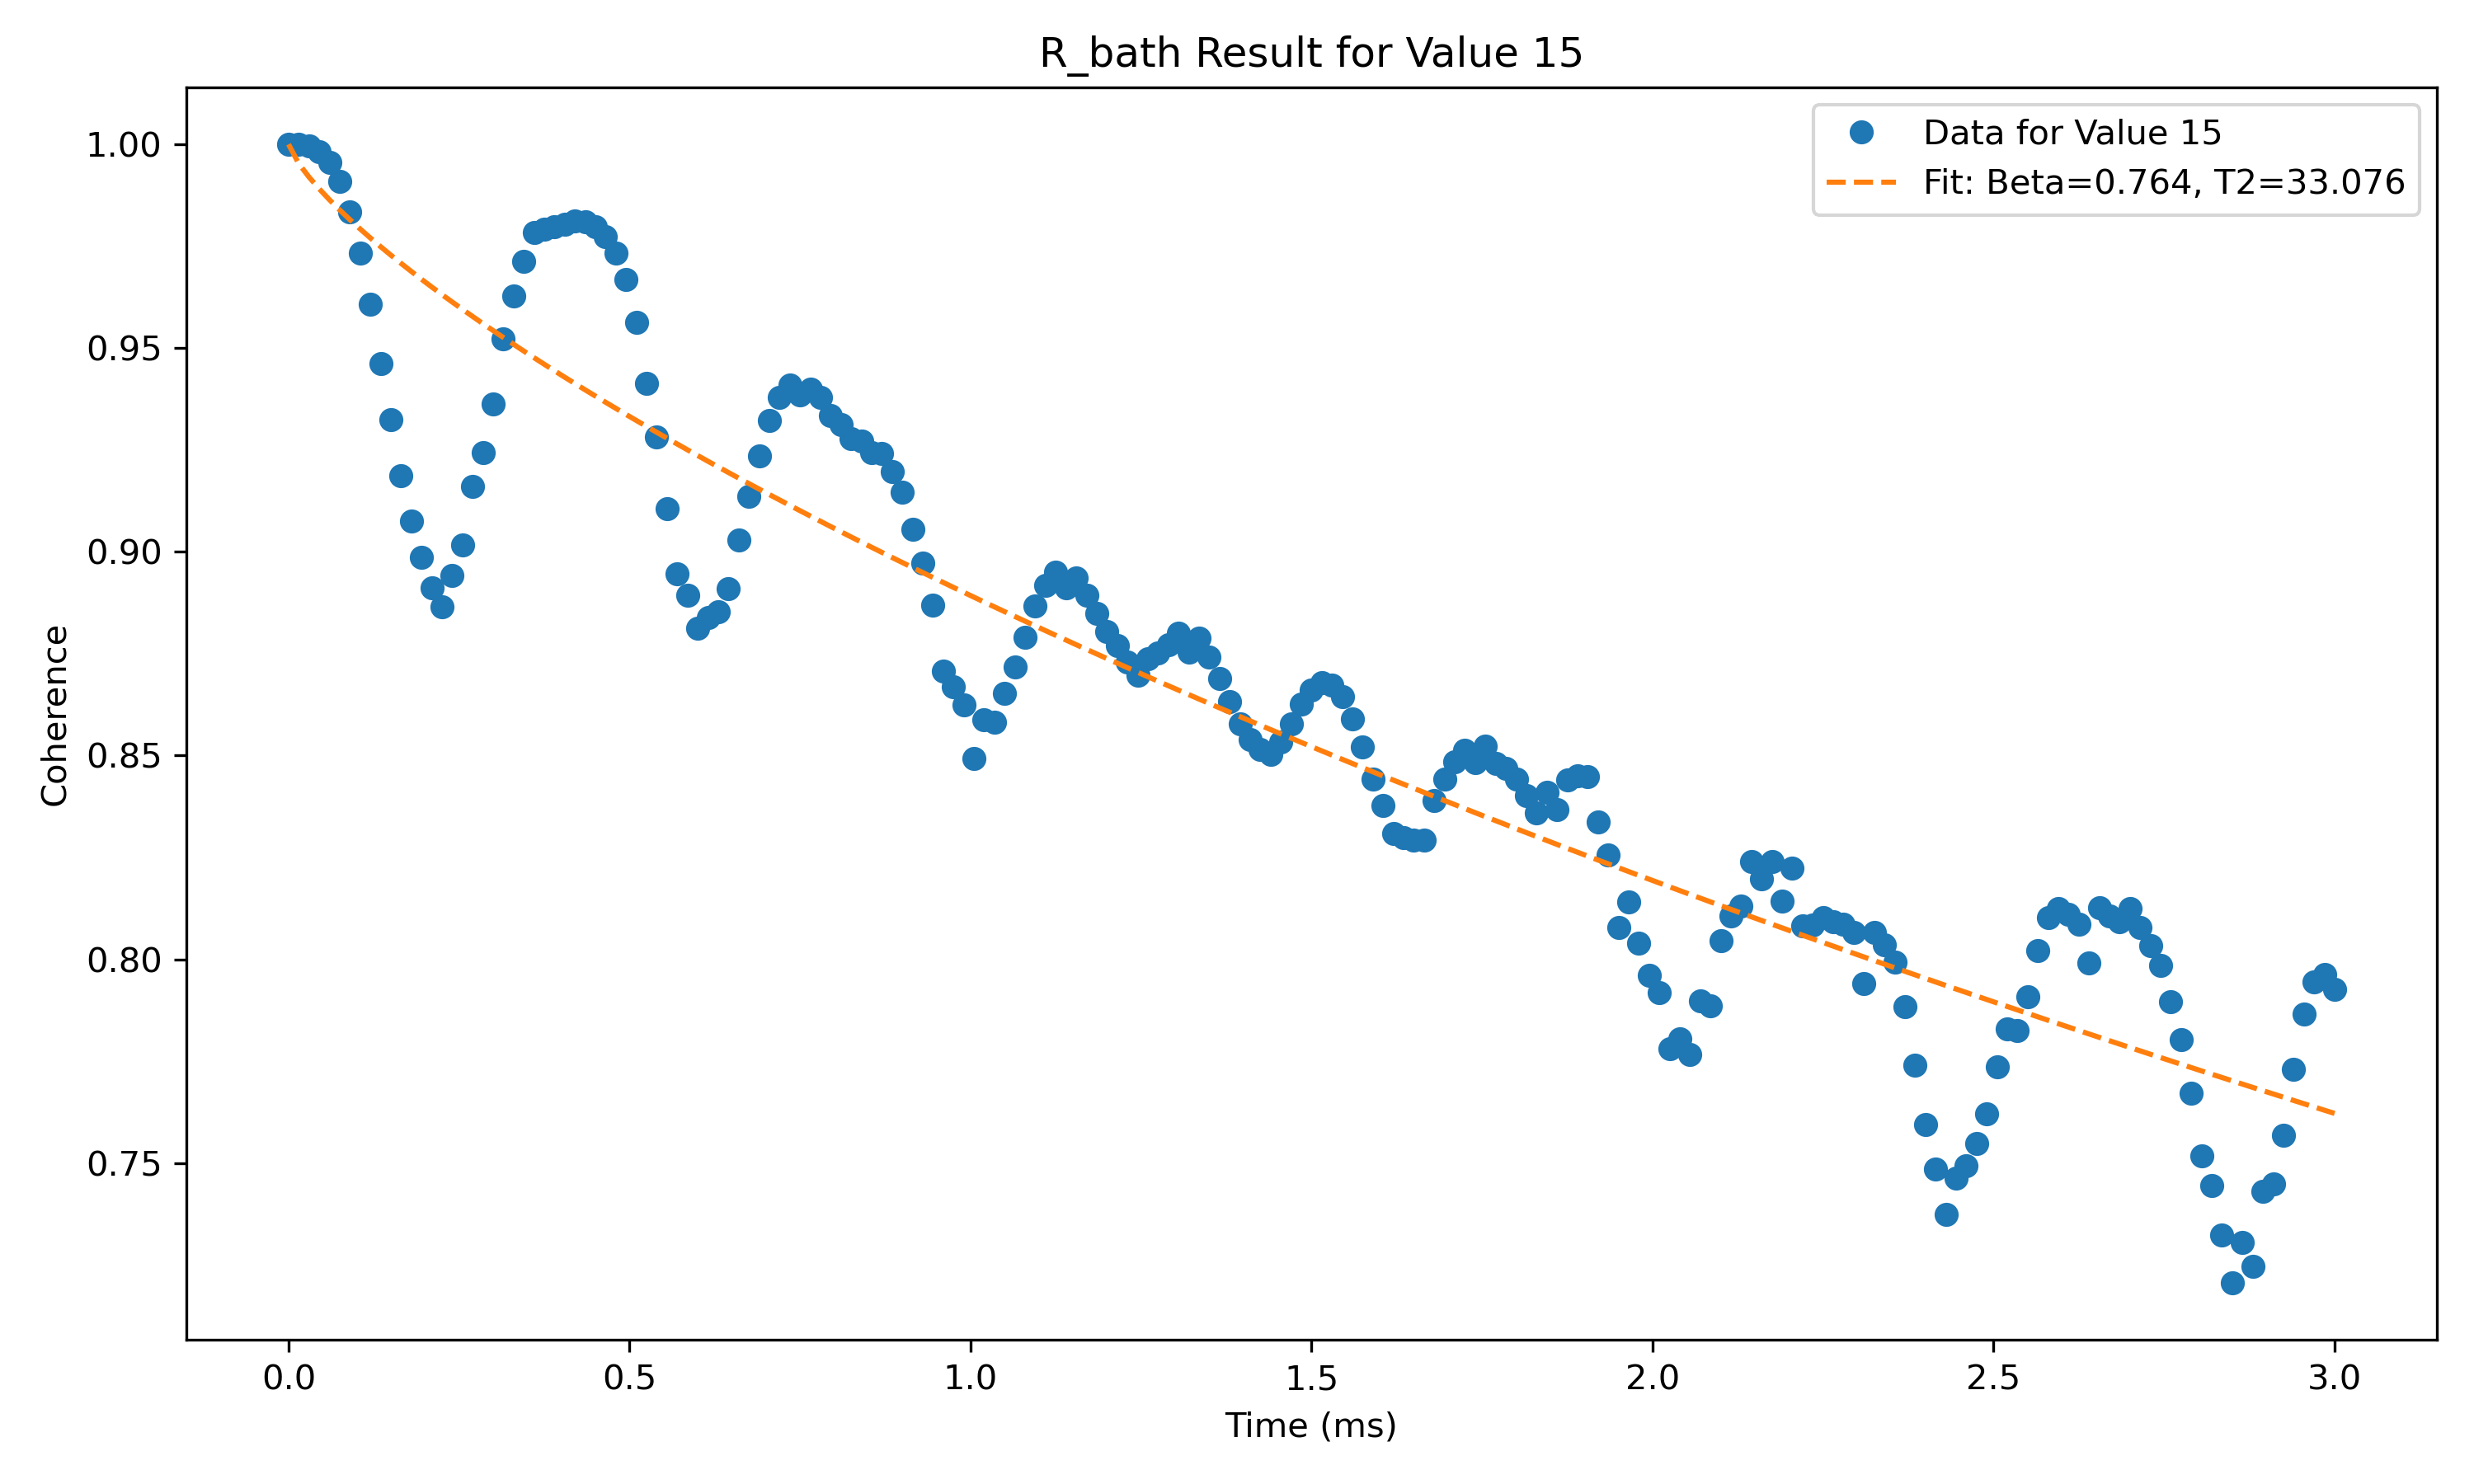 R_bath Result for Value 15
Data for Value 15
Fit: Beta=0.764, T2=33.076
Coherence
1.00
0.95
0.90
0.85
0.80
0.75
0.0 0.5 1.0 1.5 2.0 2.5 3.0
Time (ms)